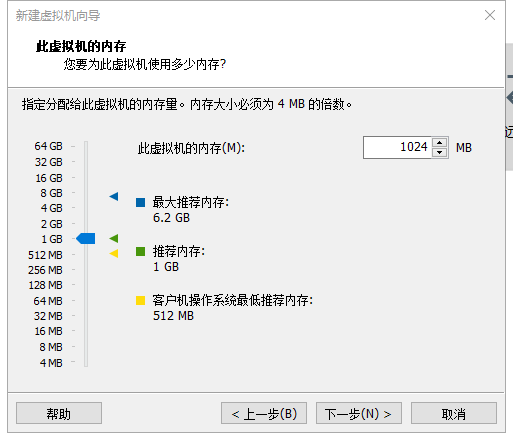 新建虚拟机向导
此虚拟机的内存
您要为此虚拟机使用多少内存?
指定分配给此虚拟机的内存量。内存大小必须为 4 MB 的倍数。
64 GB
32 GB
16 GB
8 GB
4 GB
2 GB
1 GB
512 MB
256 MB
128 MB
64 MB
32 MB
16 MB
8 MB
4 MB
此虚拟机的内存(M):
1024 MB
最大推荐内存:
6.2 GB
推荐内存:
1 GB
客户机操作系统最低推荐内存:
512 MB
帮助
< 上一步(B)
下一步(N) >
取消